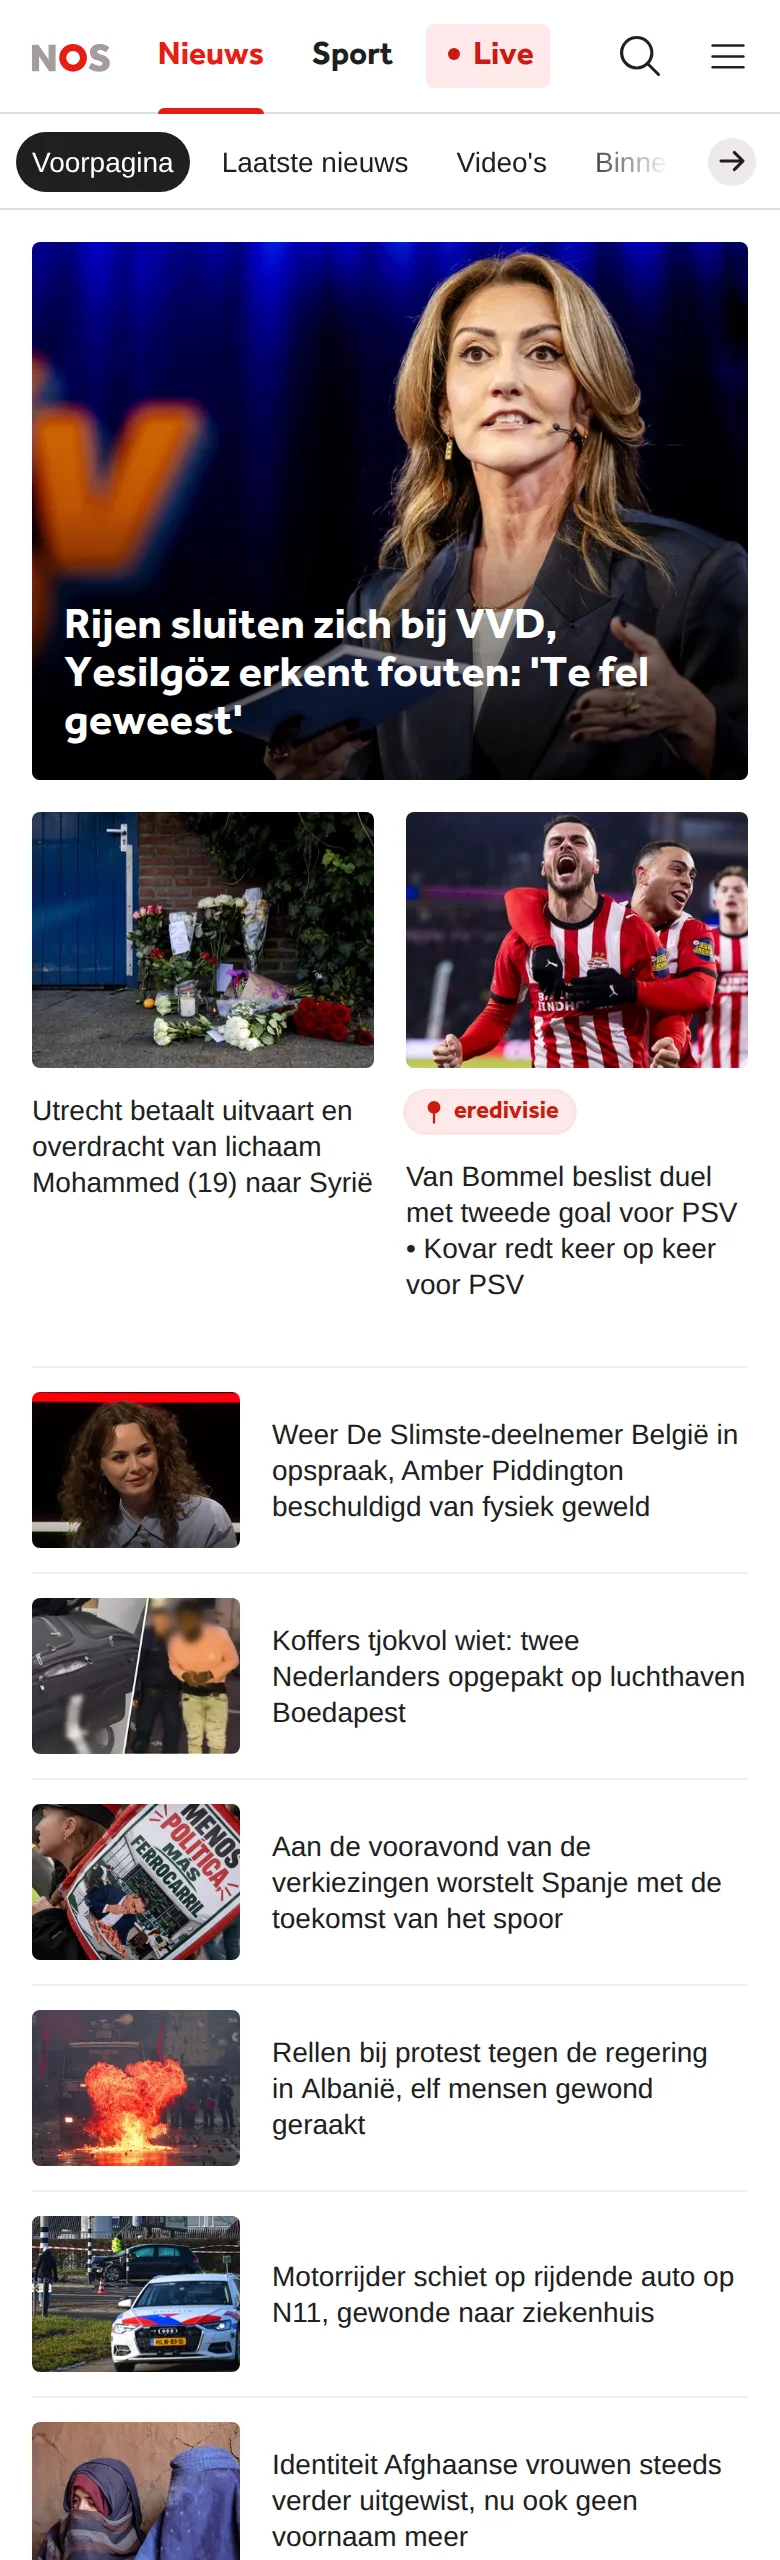 NOS
Nieuws
Sport
Live
Voorpagina
Laatste nieuws
Video's
Binne
Rijen sluiten zich bij VVD,
Yesilgöz erkent fouten: 'Te fel
geweest'
Utrecht betaalt uitvaart en
overdracht van lichaam
Mohammed (19) naar Syrië
eredivisie
Van Bommel beslist duel
met tweede goal voor PSV
• Kovar redt keer op keer
voor PSV
Weer De Slimste-deelnemer België in
opspraak, Amber Piddington
beschuldigd van fysiek geweld
Koffers tjokvol wiet: twee
Nederlanders opgepakt op luchthaven
Boedapest
MENOS
POLÍTICA
MÁS
FERROCARRIL
Aan de vooravond van de
verkiezingen worstelt Spanje met de
toekomst van het spoor
Rellen bij protest tegen de regering
in Albanië, elf mensen gewond
geraakt
Motorrijder schiet op rijdende auto op
N11, gewonde naar ziekenhuis
Identiteit Afghaanse vrouwen steeds
verder uitgewist, nu ook geen
voornaam meer